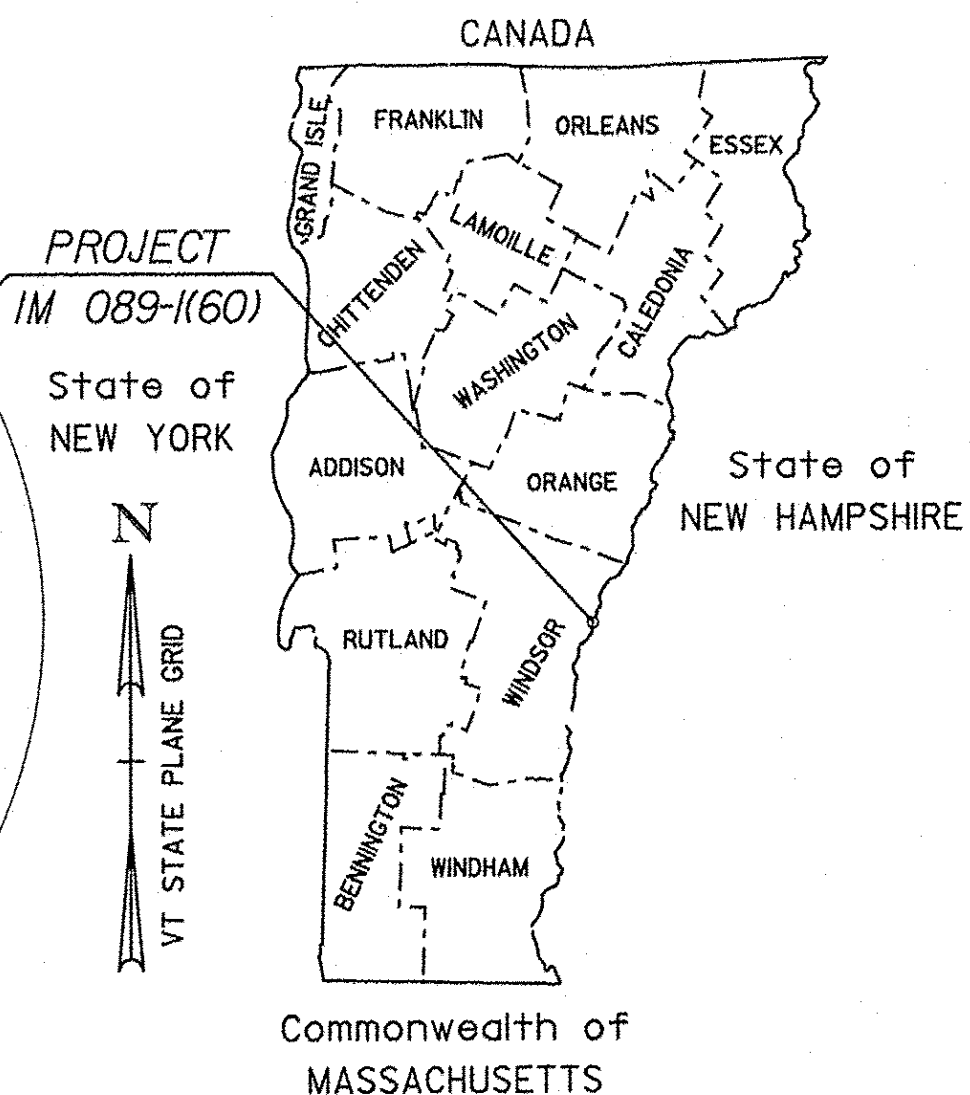 CANADA
GRAND ISLE
FRANKLIN
ORLEANS
ESSEX
LAMOILLE
CHITTENDEN
CALEDONIA
WASHINGTON
PROJECT
IM 089-1(60)
State of
NEW YORK
ADDISON
ORANGE
State of
NEW HAMPSHIRE
N
VT STATE PLANE GRID
RUTLAND
WINDSOR
BENNINGTON
WINDHAM
Commonwealth of
MASSACHUSETTS